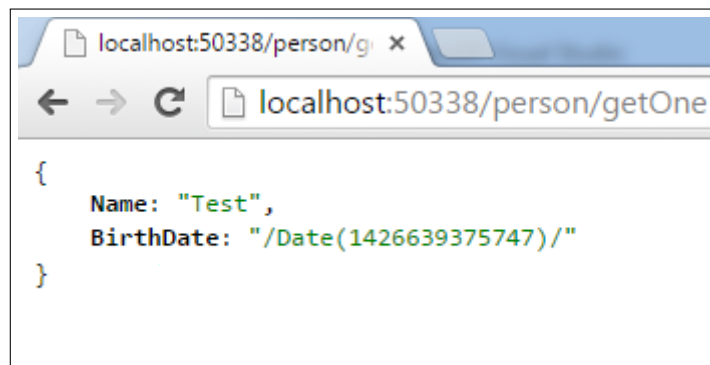 localhost:50338/person/g
localhost:50338/person/getOne
{
Name: "Test",
BirthDate: "/Date(1426639375747)/"
}